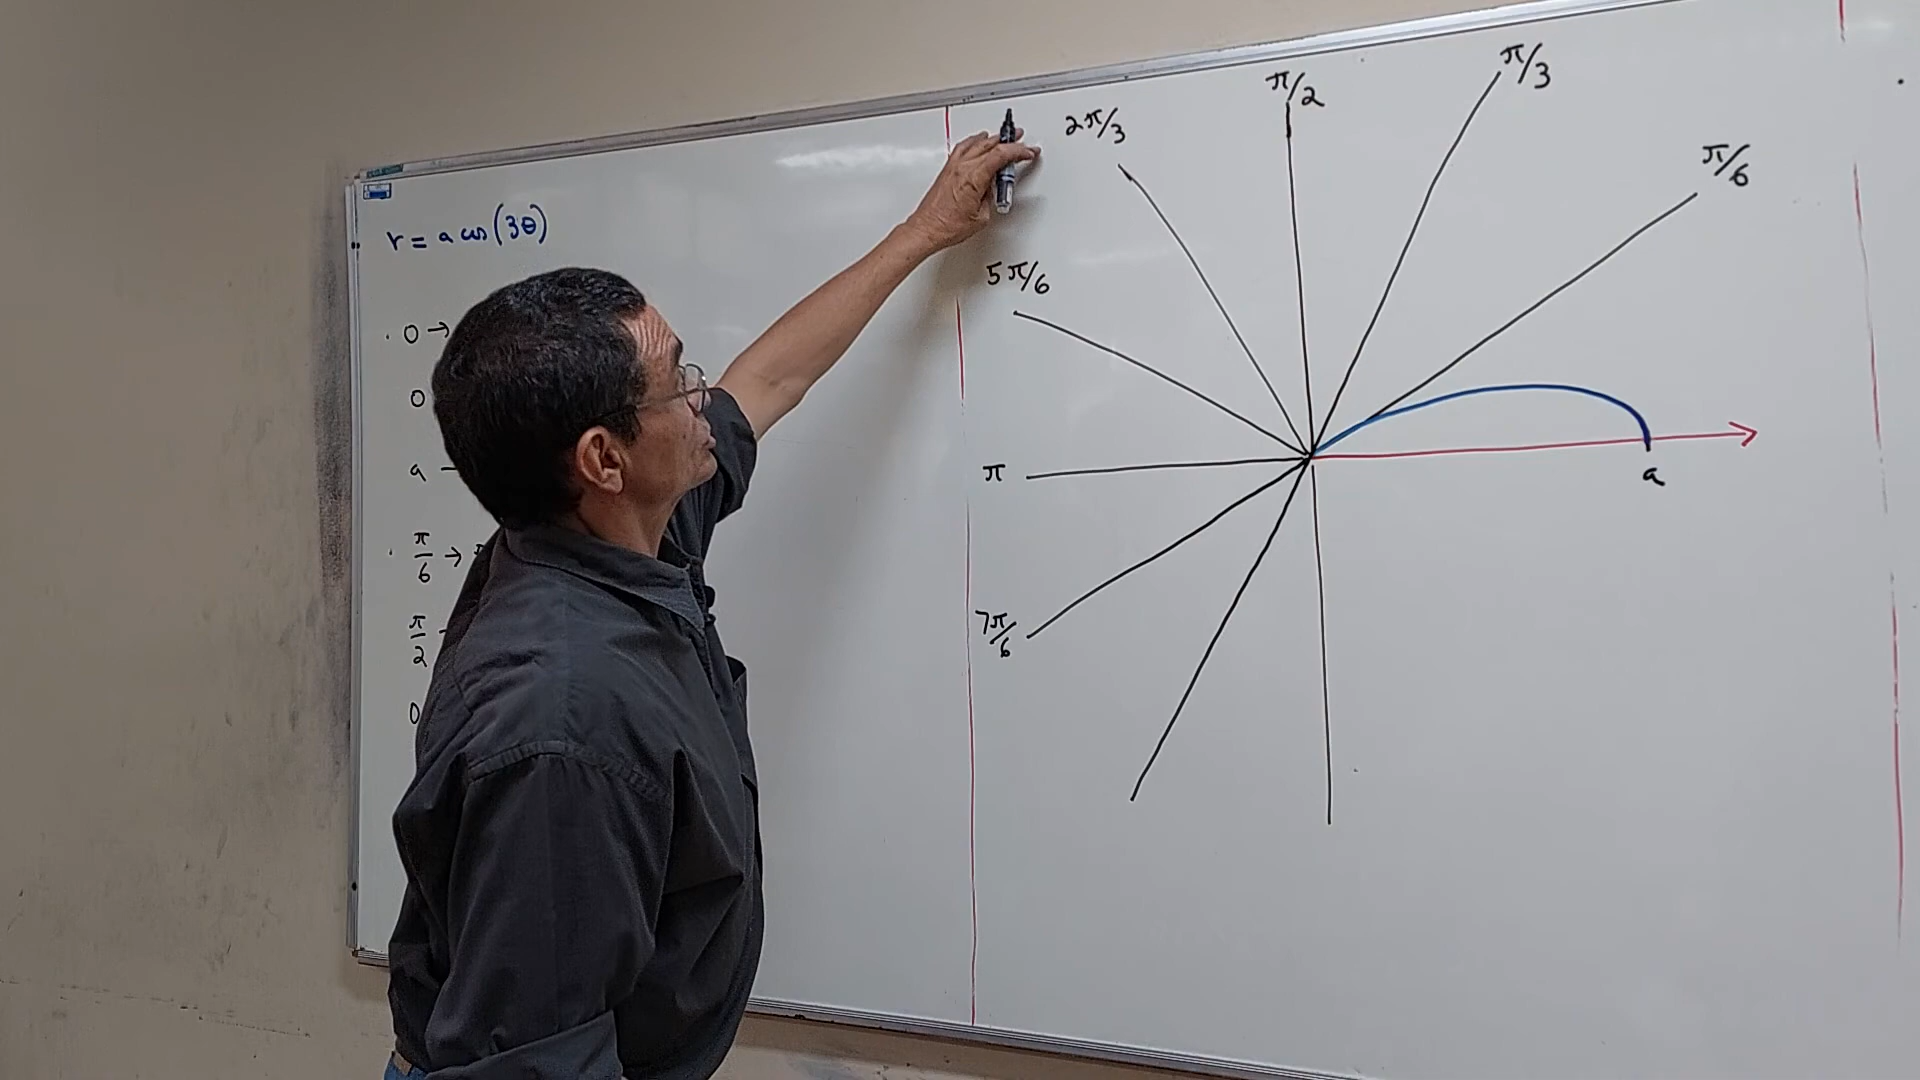 r = a cos(3θ)
0 →
0
a
π/6 →
π/2
0
2π/3
π/2
π/3
π/6
5π/6
π
a
7π/6